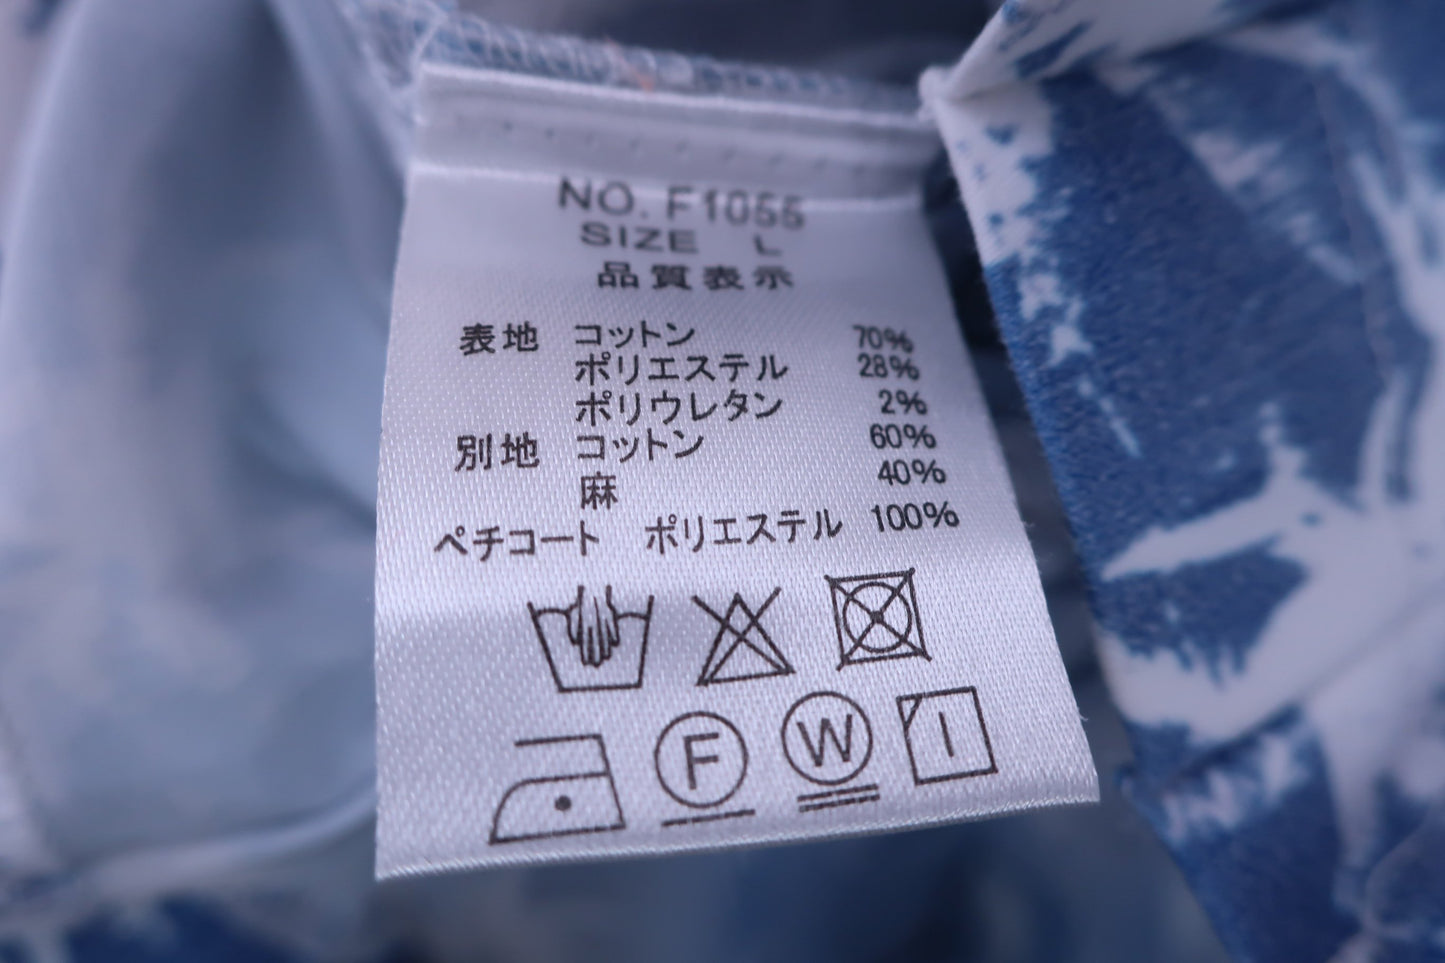 NO. F1055
SIZE L
品質表示
表地 コットン 70%
ポリエステル 28%
ポリウレタン 2%
別地 コットン 60%
麻 40%
ペチコート ポリエステル 100%
F W I